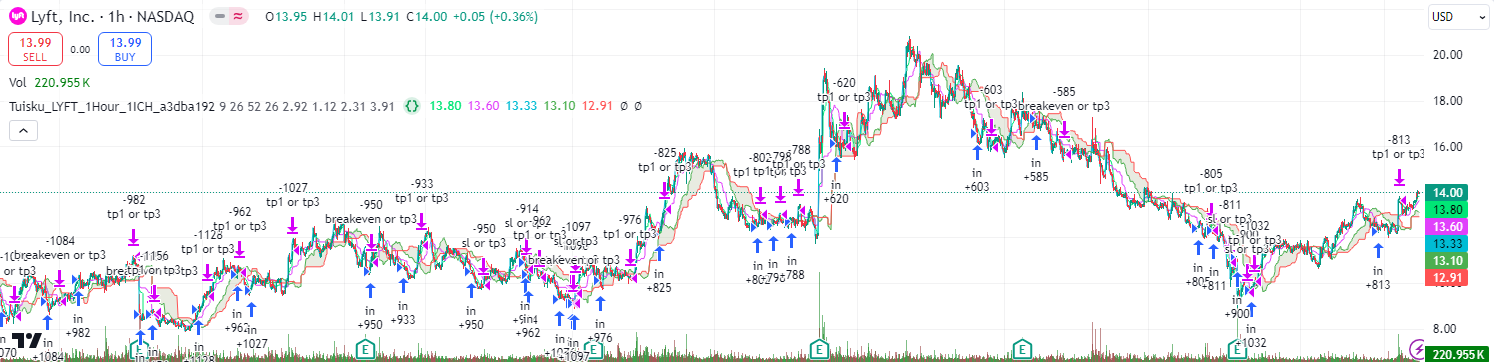 Lyft, Inc. · 1h · NASDAQ
O13.95 H14.01 L13.91 C14.00 +0.05 (+0.36%)
USD
13.99
SELL
0.00
13.99
BUY
Vol 220.955 K
Tuisku_LYFT_1Hour_1ICH_a3dba192 9 26 52 26 2.92 1.12 2.31 3.91 13.80 13.60 13.33 13.10 12.91 Ø Ø
20.00
18.00
16.00
14.00
13.80
13.60
13.33
13.10
12.91
8.00
220.955 K
-1084
breakeven or tp3
-982
tp1 or tp3
-1156
tp1 or tp3
-1128
tp1 or tp3
-962
tp1 or tp3
-1027
tp1 or tp3
-950
breakeven or tp3
-933
tp1 or tp3
-950
sl or tp3
-914
sl or tp3
-962
tp1 or tp3
-1097
sl or tp3
breakeven or tp3
-976
tp1 or tp3
-825
tp1 or tp3
-802
tp1
-798
-788
tp1 or tp3
-620
tp1 or tp3
-603
tp1 or tp3
-585
breakeven or tp3
-805
tp1 or tp3
-811
sl or tp3
-1032
tp1 or tp3
-900
sl or tp3
-813
tp1 or tp3
in
+1084
in
+982
in
+962
in
+1027
in
+950
in
+933
in
+950
in
+962
in
+1097
in
+976
in
+825
in
in
in
+788
in
+620
in
+603
in
+585
in
+805
in
+811
in
+900
in
+1032
in
+813
E
E
E
E
E